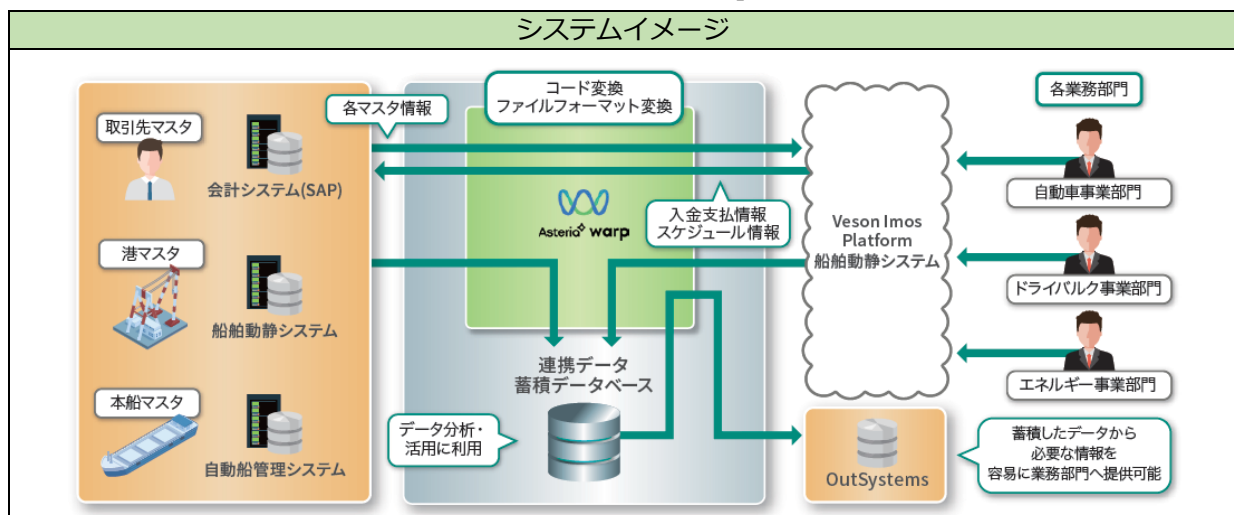 システムイメージ
取引先マスタ
会計システム(SAP)
港マスタ
船舶動静システム
本船マスタ
自動船管理システム
各マスタ情報
コード変換
ファイルフォーマット変換
Asteria warp
入金支払情報
スケジュール情報
連携データ
蓄積データベース
データ分析・
活用に利用
Veson Imos
Platform
船舶動静システム
OutSystems
各業務部門
自動車事業部門
ドライバルク事業部門
エネルギー事業部門
蓄積したデータから
必要な情報を
容易に業務部門へ提供可能